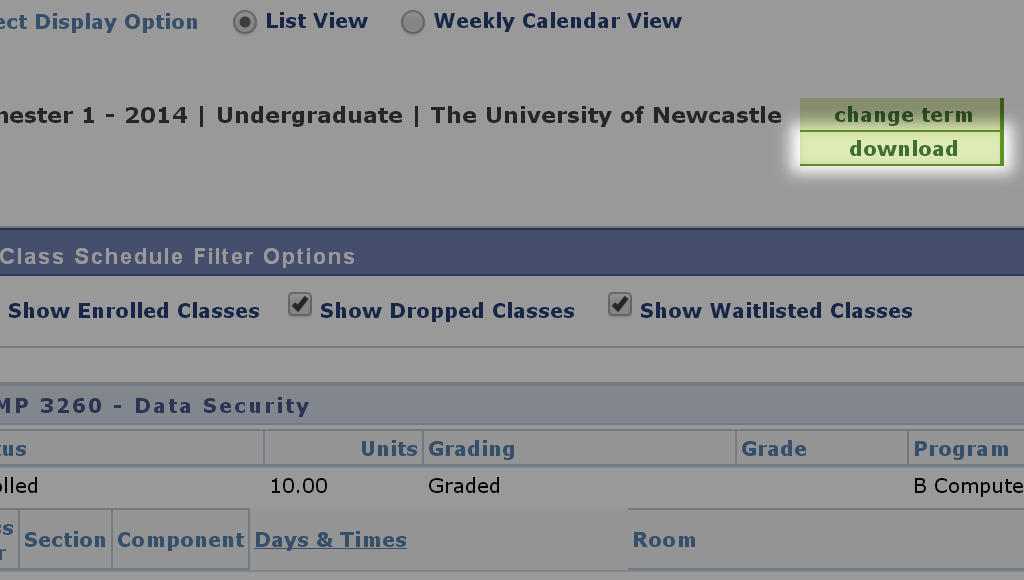 ect Display Option List View Weekly Calendar View
mester 1 - 2014 | Undergraduate | The University of Newcastle change term
download
Class Schedule Filter Options
Show Enrolled Classes Show Dropped Classes Show Waitlisted Classes
MP 3260 - Data Security
tus Units Grading Grade Program
olled 10.00 Graded B Compute
ss Section Component Days & Times Room
r